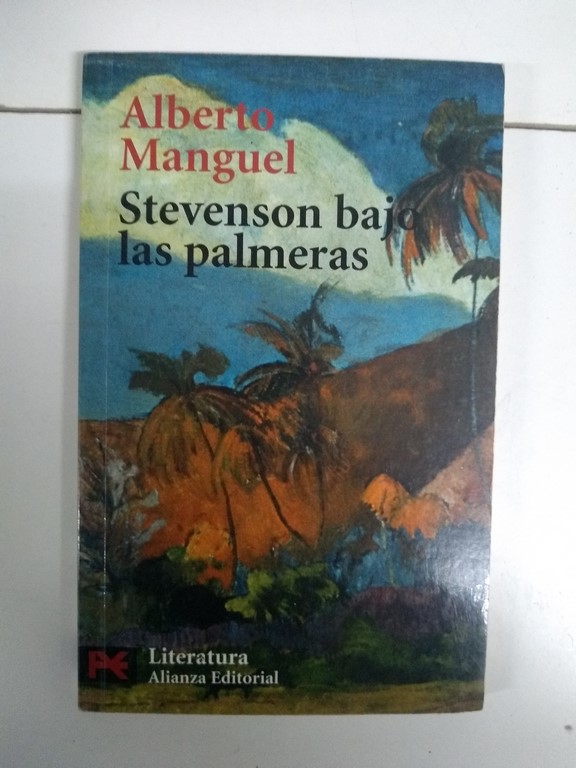 Alberto
Manguel
Stevenson bajo
las palmeras
Literatura
Alianza Editorial